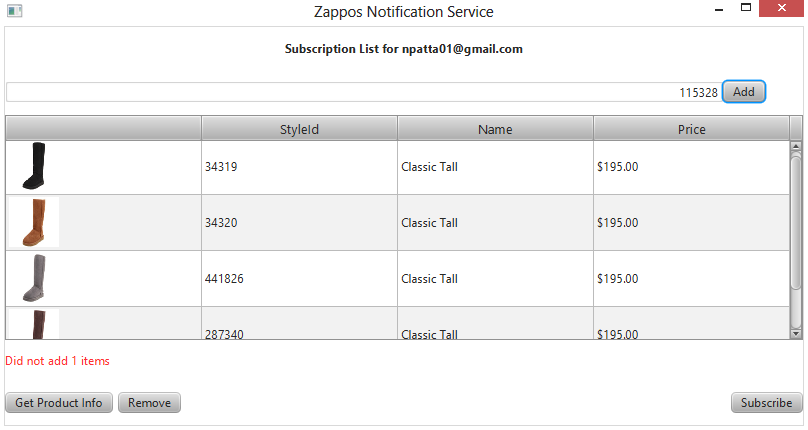 Zappos Notification Service
Subscription List for npatta01@gmail.com
115328 Add
StyleId Name Price
34319 Classic Tall $195.00
34320 Classic Tall $195.00
441826 Classic Tall $195.00
287340 Classic Tall $195.00
Did not add 1 items
Get Product Info Remove Subscribe